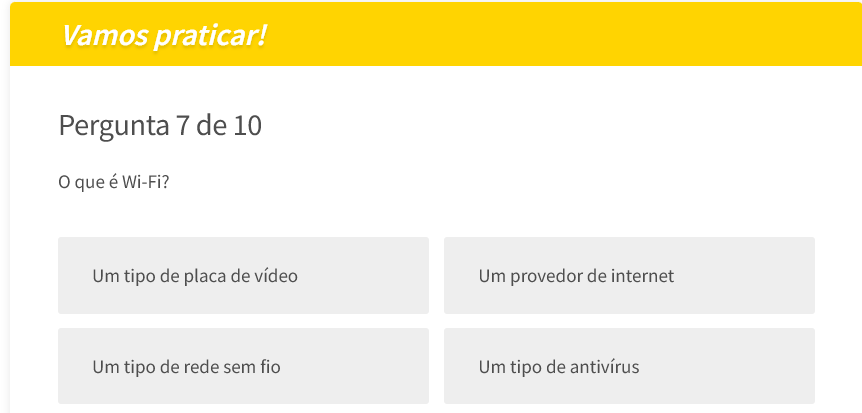 Vamos praticar!
Pergunta 7 de 10
O que é Wi-Fi?
Um tipo de placa de vídeo
Um provedor de internet
Um tipo de rede sem fio
Um tipo de antivírus